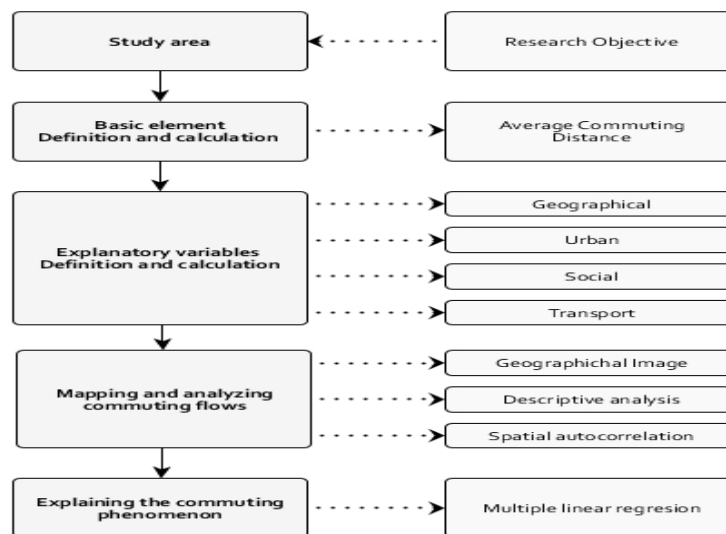 Study area
Research Objective
Basic element
Definition and calculation
Average Commuting
Distance
Explanatory variables
Definition and calculation
Geographical
Urban
Social
Transport
Mapping and analyzing
commuting flows
Geographichal Image
Descriptive analysis
Spatial autocorrelation
Explaining the commuting
phenomenon
Multiple linear regresion